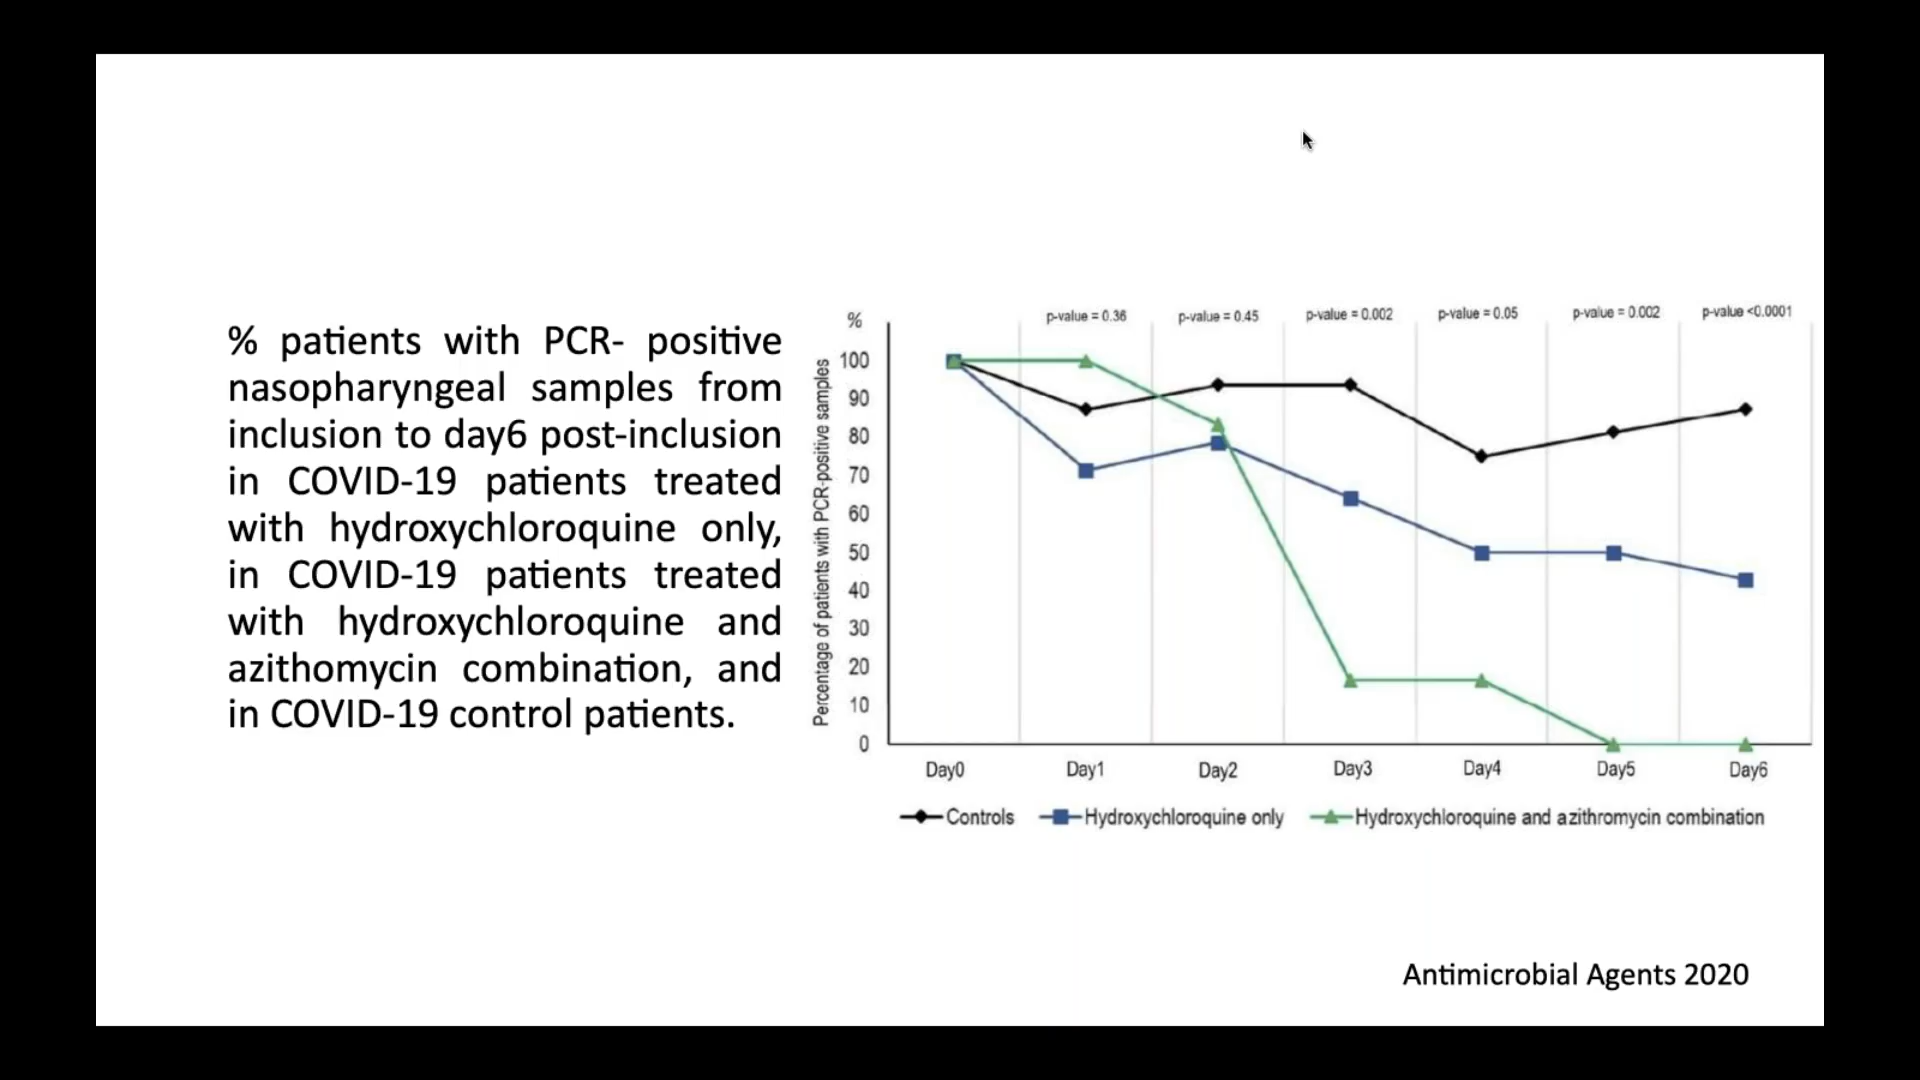 % patients with PCR- positive
nasopharyngeal samples from
inclusion to day6 post-inclusion
in COVID-19 patients treated
with hydroxychloroquine only,
in COVID-19 patients treated
with hydroxychloroquine and
azithomycin combination, and
in COVID-19 control patients.
%
p-value = 0.36 p-value = 0.45 p-value = 0.002 p-value = 0.05 p-value = 0.002 p-value <0.0001
Percentage of patients with PCR-positive samples
100
90
80
70
60
50
40
30
20
10
0
Day0 Day1 Day2 Day3 Day4 Day5 Day6
Controls Hydroxychloroquine only Hydroxychloroquine and azithromycin combination
Antimicrobial Agents 2020